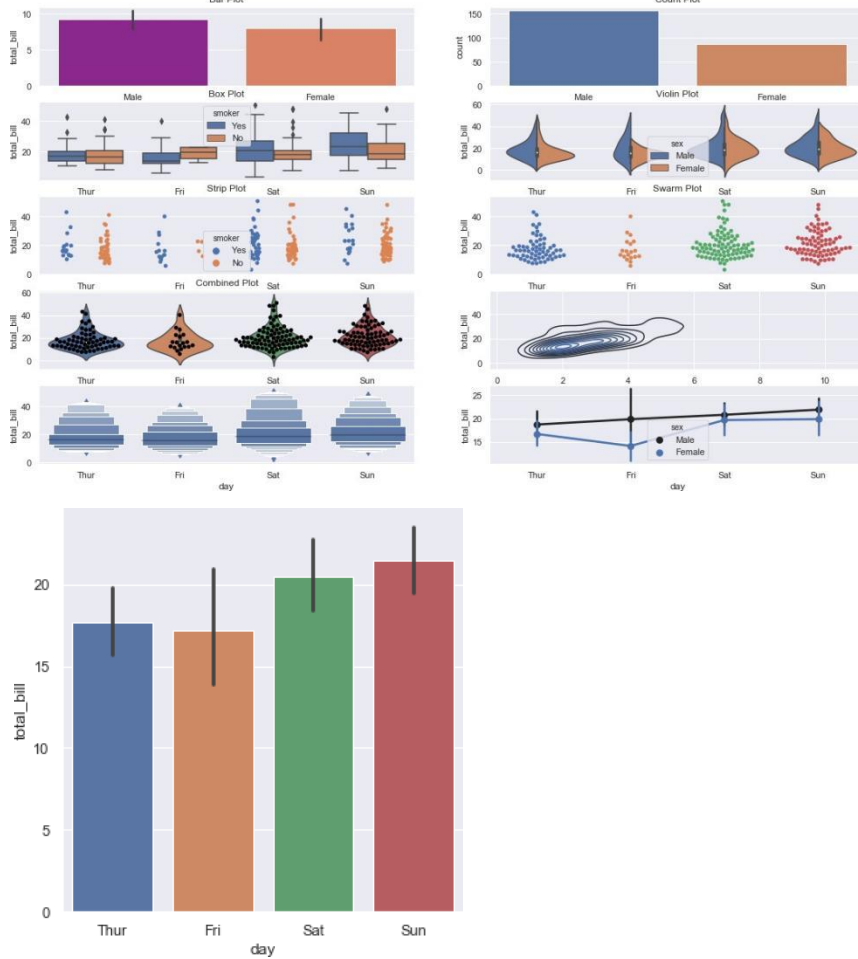 Bar Plot
10
5
0
total_bill
Male
Female
Count Plot
150
100
50
0
count
Male
Female
Box Plot
40
20
total_bill
smoker
Yes
No
Thur
Fri
Sat
Sun
Violin Plot
60
40
20
0
total_bill
sex
Male
Female
Thur
Fri
Sat
Sun
Strip Plot
40
20
0
total_bill
smoker
Yes
No
Thur
Fri
Sat
Sun
Swarm Plot
40
20
0
total_bill
Thur
Fri
Sat
Sun
Combined Plot
60
40
20
0
total_bill
Thur
Fri
Sat
Sun
40
20
0
total_bill
0
2
4
6
8
10
40
20
0
total_bill
Thur
Fri
Sat
Sun
day
25
20
15
total_bill
sex
Male
Female
Thur
Fri
Sat
Sun
day
20
15
10
5
0
total_bill
Thur
Fri
Sat
Sun
day